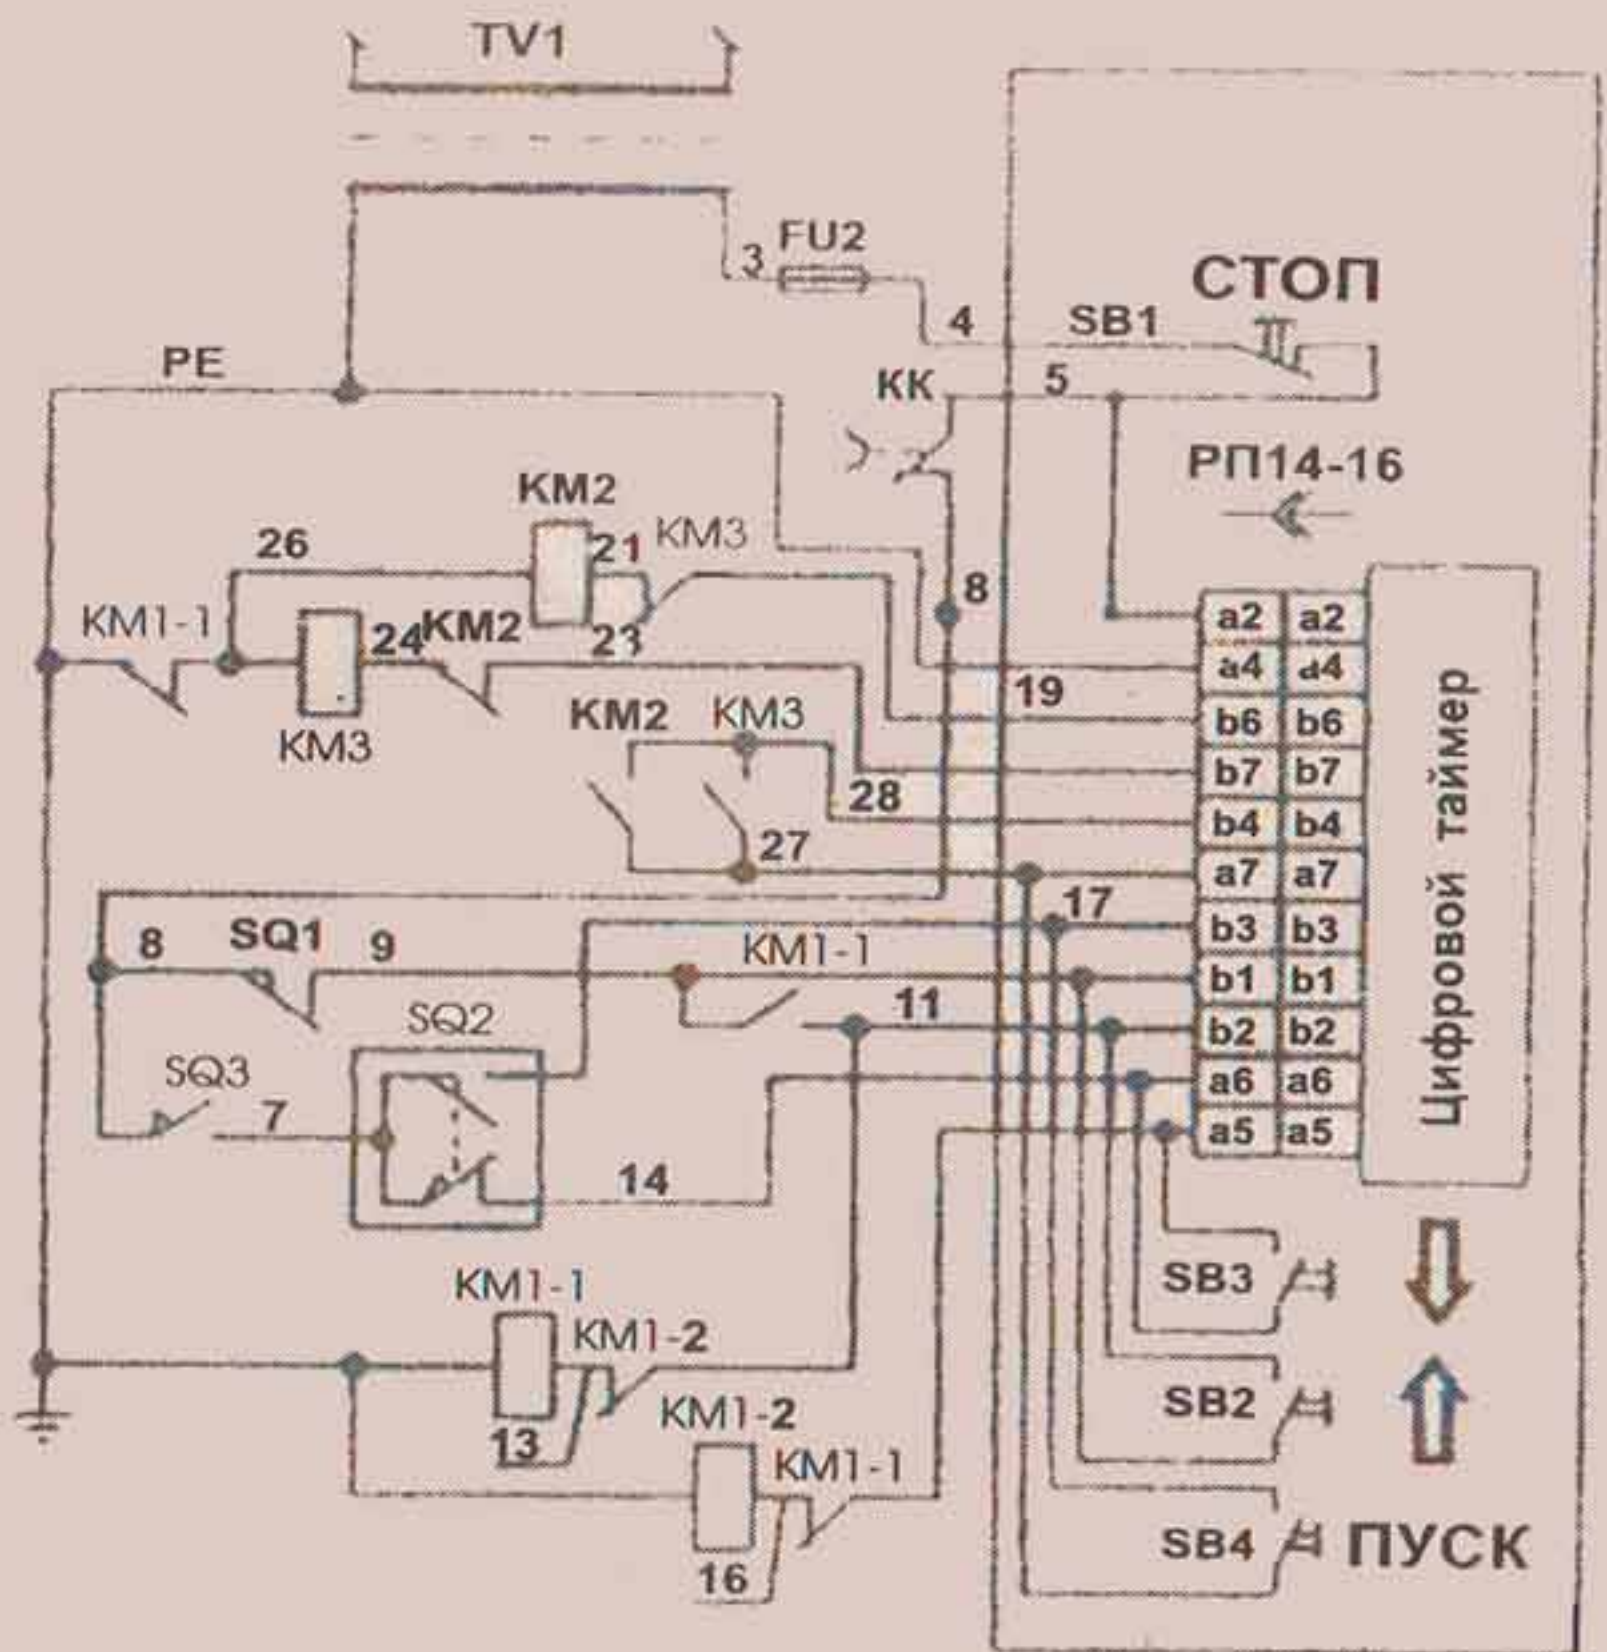 TV1
3 FU2
СТОП
4 SB1
PE
КК 5
РП14-16
KM2
26 21 KM3
8
KM1-1 24 KM2 23
a2 a2
a4 a4
19
KM2 KM3
b6 b6
KM3
b7 b7
28
b4 b4
27
a7 a7
17
b3 b3
8 SQ1 9 KM1-1
b1 b1
11
SQ2
b2 b2
SQ3
a6 a6
7
a5 a5
Цифровой таймер
14
SB3
KM1-1
KM1-2
KM1-2
SB2
13
KM1-1
SB4 ПУСК
16